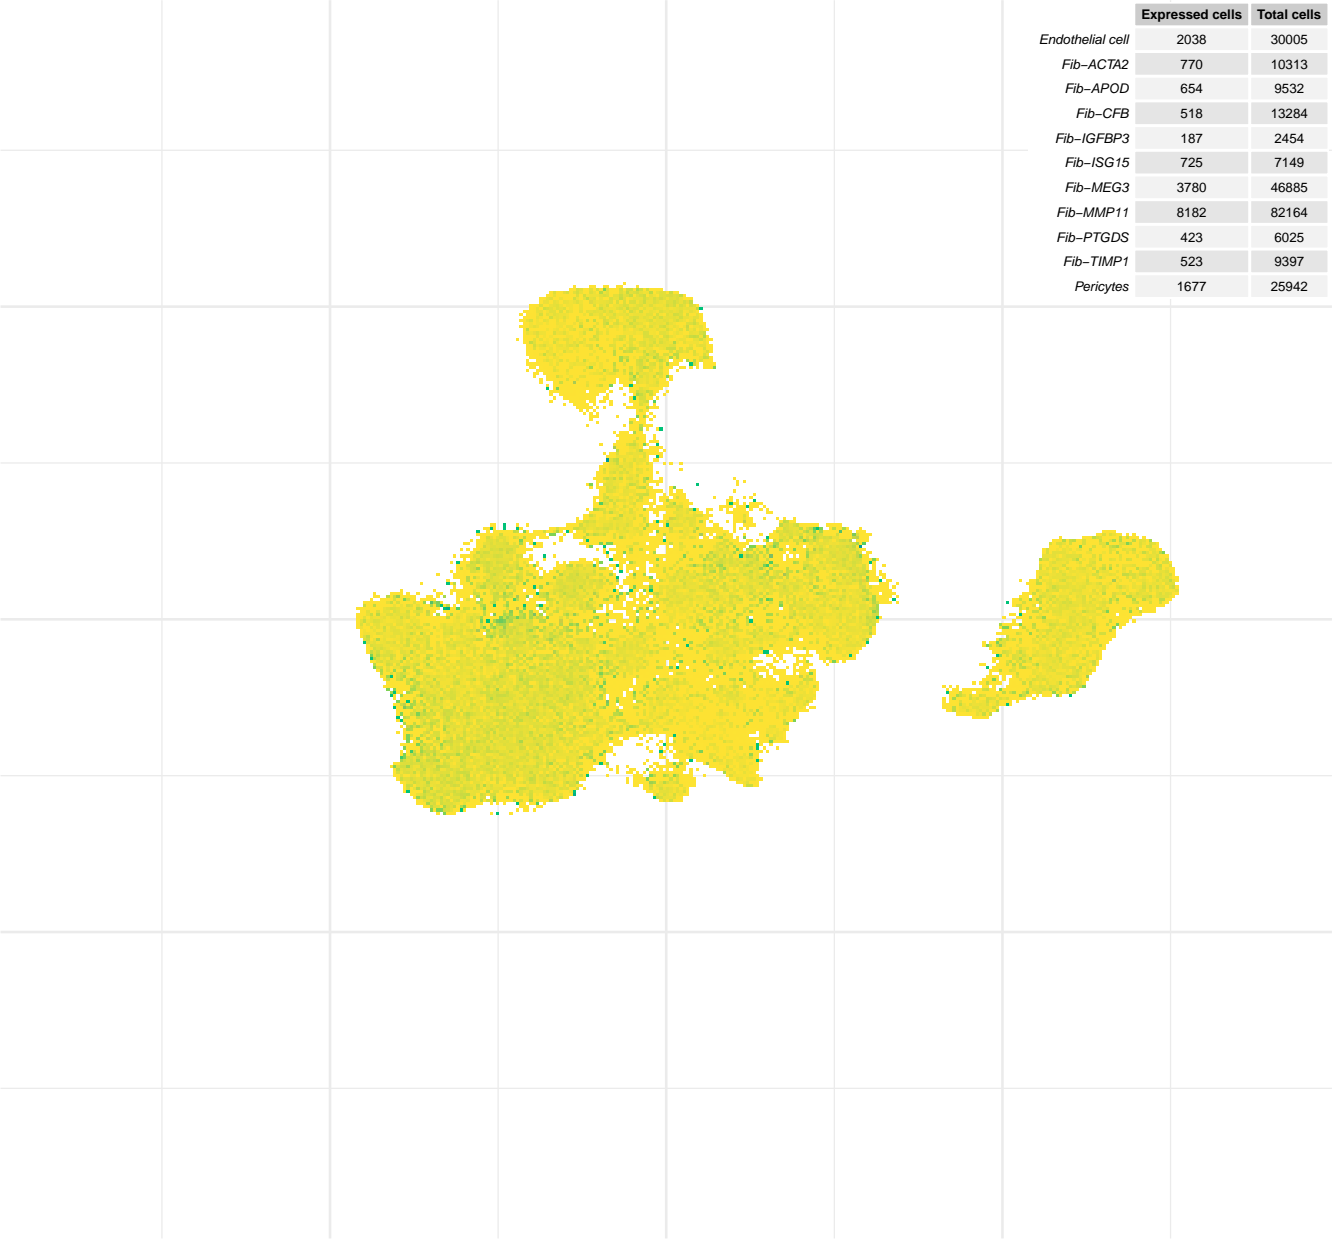 Expressed cells Total cells
Endothelial cell 2038 30005
Fib−ACTA2 770 10313
Fib−APOD 654 9532
Fib−CFB 518 13284
Fib−IGFBP3 187 2454
Fib−ISG15 725 7149
Fib−MEG3 3780 46885
Fib−MMP11 8182 82164
Fib−PTGDS 423 6025
Fib−TIMP1 523 9397
Pericytes 1677 25942